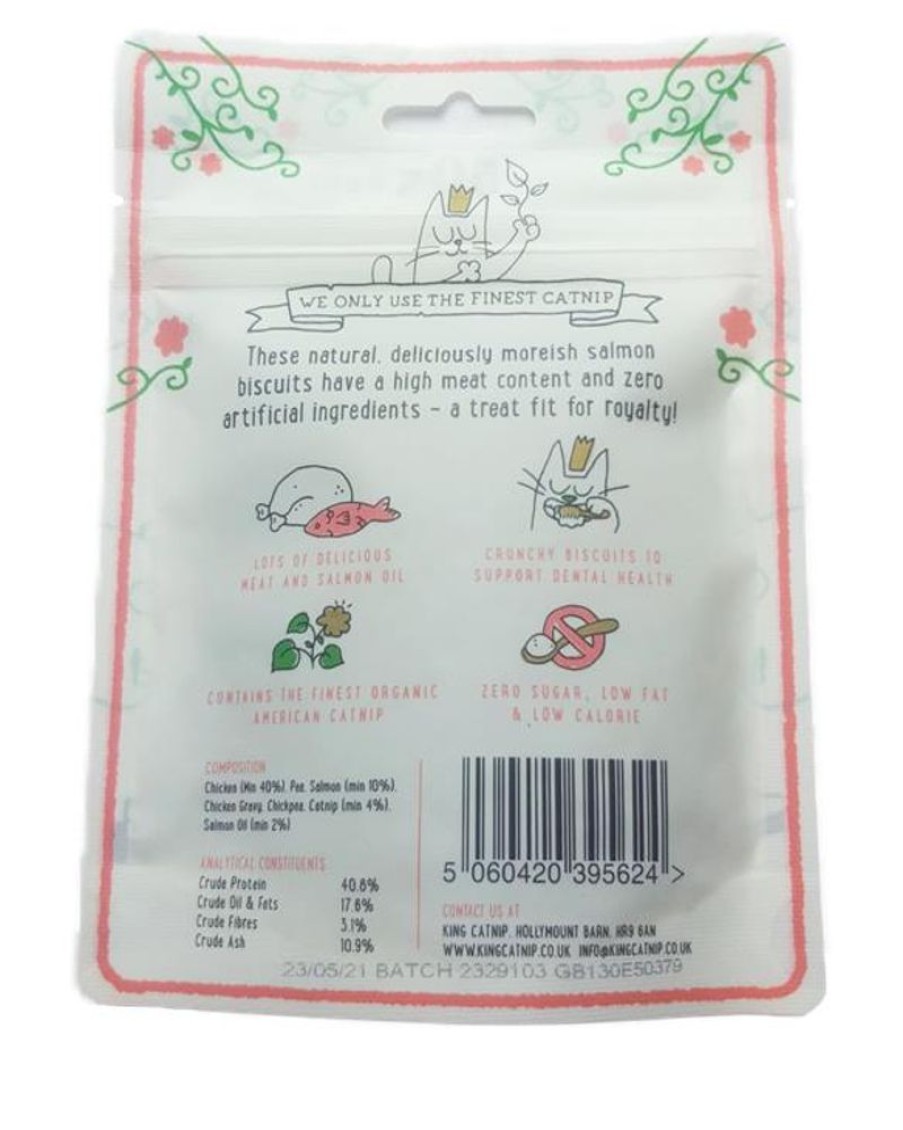 WE ONLY USE THE FINEST CATNIP
These natural, deliciously moreish salmon
biscuits have a high meat content and zero
artificial ingredients – a treat fit for royalty!
LOTS OF DELICIOUS
MEAT AND SALMON OIL
CRUNCHY BISCUITS TO
SUPPORT DENTAL HEALTH
CONTAINS THE FINEST ORGANIC
AMERICAN CATNIP
ZERO SUGAR, LOW FAT
& LOW CALORIE
COMPOSITION
Chicken (Min 40%), Pea, Salmon (min 10%),
Chicken Gravy, Chickpea, Catnip (min 4%),
Salmon Oil (min 2%)
ANALYTICAL CONSTITUENTS
Crude Protein 40.8%
Crude Oil & Fats 17.6%
Crude Fibres 3.1%
Crude Ash 10.9%
5 060420 395624 >
CONTACT US AT
KING CATNIP, HOLLYMOUNT BARN, HR9 6AN
WWW.KINGCATNIP.CO.UK INFO@KINGCATNIP.CO.UK
23/05/21 BATCH 2329103 GB130E50379